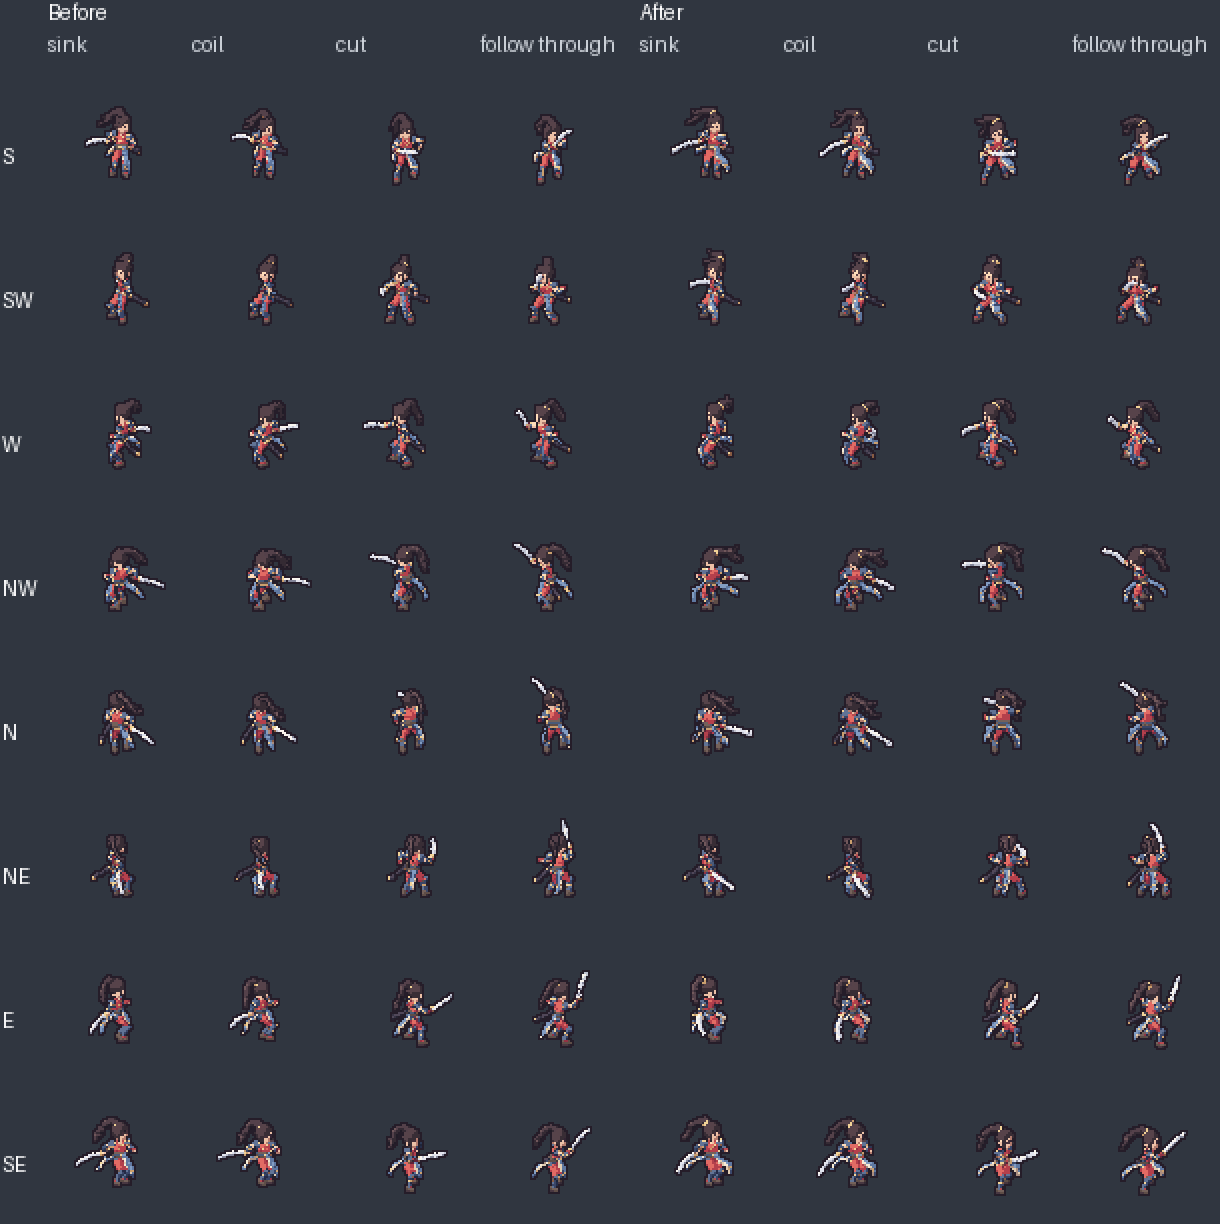 Before After
sink coil cut follow through sink coil cut follow through
S
SW
W
NW
N
NE
E
SE